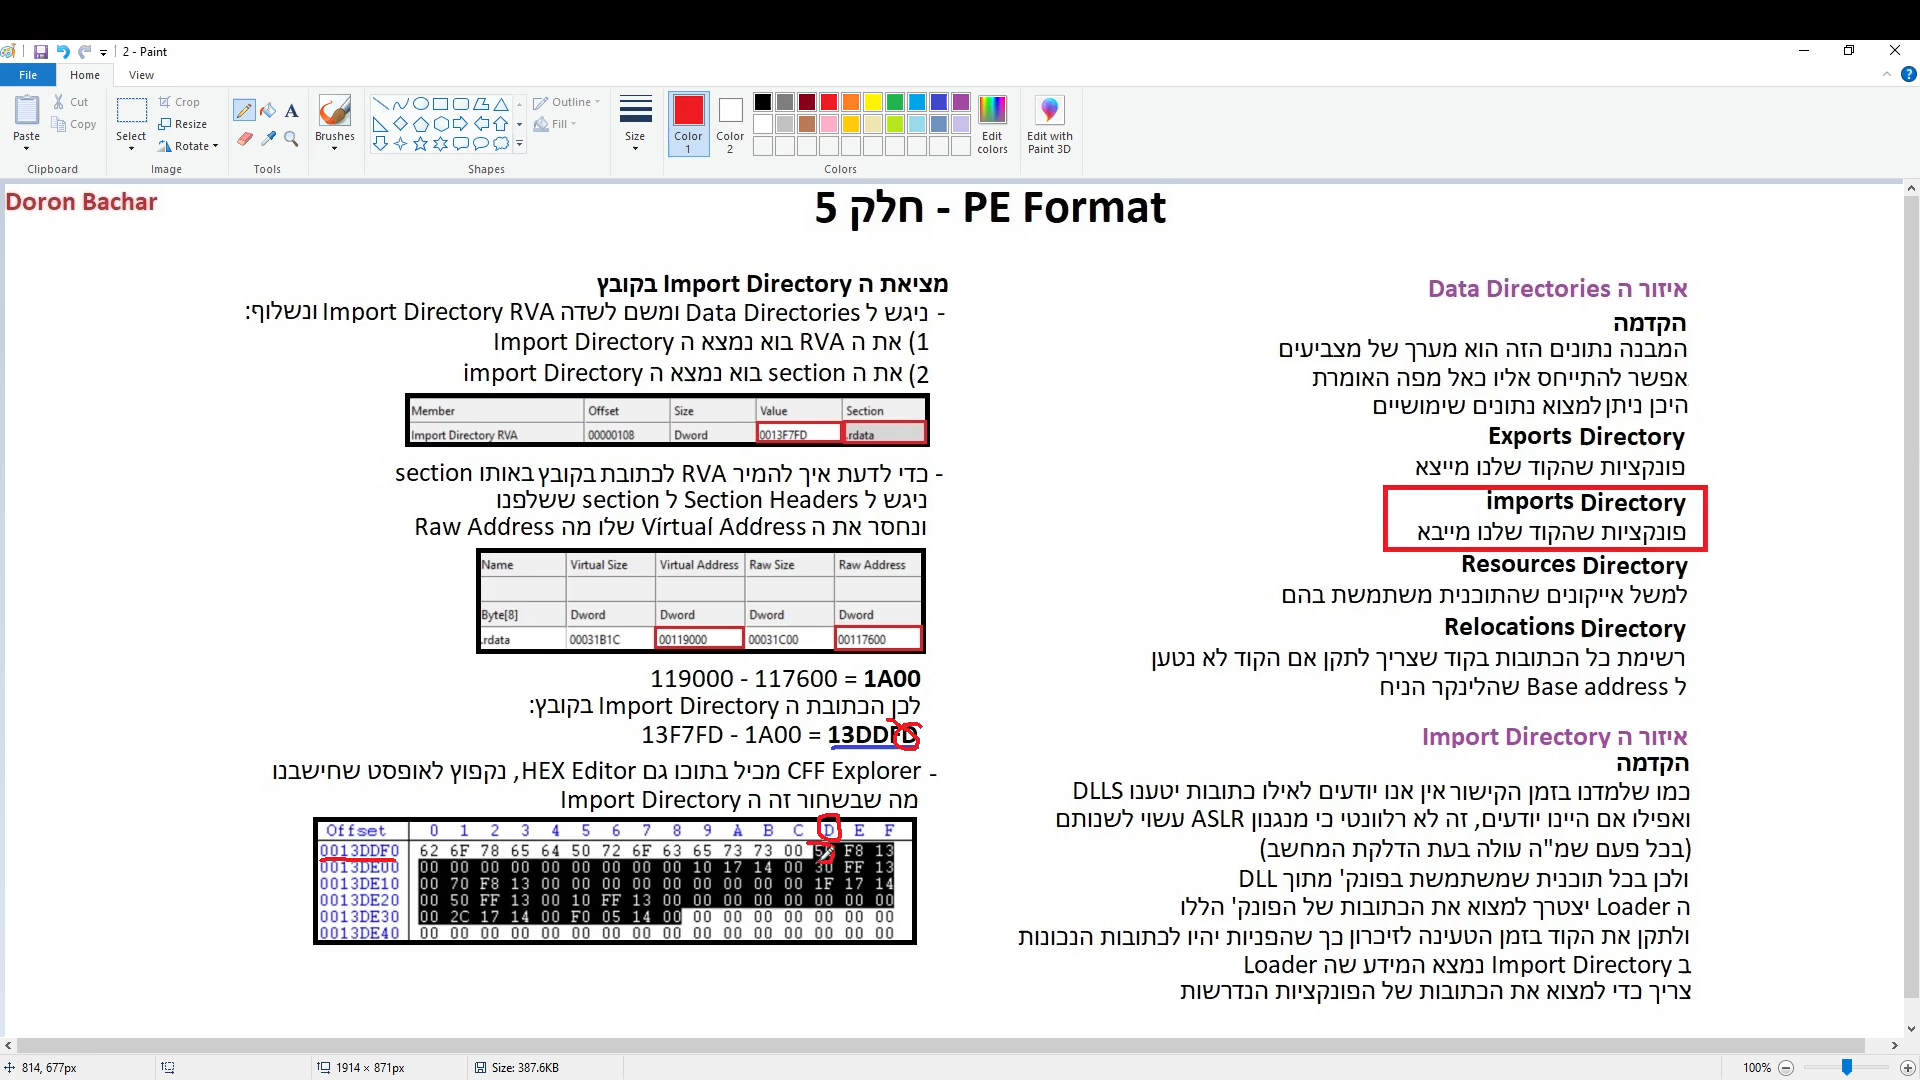 2 - Paint
File Home View
Paste
Cut
Copy
Clipboard
Select
Crop
Resize
Rotate
Image
Tools
Brushes
Shapes
Outline
Fill
Size
Color 1
Color 2
Edit colors
Colors
Edit with Paint 3D
Doron Bachar
PE Format - חלק 5
איזור ה Data Directories
הקדמה
המבנה נתונים הזה הוא מערך של מצביעים
אפשר להתייחס אליו כאל מפה האומרת
היכן ניתן למצוא נתונים שימושיים
Exports Directory
פונקציות שהקוד שלנו מייצא
imports Directory
פונקציות שהקוד שלנו מייבא
Resources Directory
למשל אייקונים שהתוכנית משתמשת בהם
Relocations Directory
רשימת כל הכתובות בקוד שצריך לתקן אם הקוד לא נטען
ל Base address שהלינקר הניח
איזור ה Import Directory
הקדמה
כמו שלמדנו בזמן הקישור אין אנו יודעים לאילו כתובות יטענו DLLS
ואפילו אם היינו יודעים, זה לא רלוונטי כי מנגנון ASLR עשוי לשנותם
(בכל פעם שמ"ה עולה בעת הדלקת המחשב)
ולכן בכל תוכנית שמשתמשת בפונק' מתוך DLL
ה Loader יצטרך למצוא את הכתובות של הפונק' הללו
ולתקן את הקוד בזמן הטעינה לזיכרון כך שהפניות יהיו לכתובות הנכונות
ב Import Directory נמצא המידע שה Loader
צריך כדי למצוא את הכתובות של הפונקציות הנדרשות
מציאת ה Import Directory בקובץ
- ניגש ל Data Directories ומשם לשדה Import Directory RVA ונשלוף:
1) את ה RVA בוא נמצא ה Import Directory
2) את ה section בוא נמצא ה import Directory
Member Offset Size Value Section
Import Directory RVA 00000108 Dword 0013F7FD .rdata
- כדי לדעת איך להמיר RVA לכתובת בקובץ באותו section
ניגש ל Section Headers ל section ששלפנו
ונחסר את ה Virtual Address שלו מה Raw Address
Name Virtual Size Virtual Address Raw Size Raw Address
Byte[8] Dword Dword Dword Dword
.rdata 00031B1C 00119000 00031C00 00117600
119000 - 117600 = 1A00
לכן הכתובת ה Import Directory בקובץ:
13F7FD - 1A00 = 13DDFD
- CFF Explorer מכיל בתוכו גם HEX Editor, נקפוץ לאופסט שחישבנו
מה שבשחור זה ה Import Directory
Offset 0 1 2 3 4 5 6 7 8 9 A B C D E F
0013DDF0 62 6F 78 65 64 50 72 6F 63 65 73 73 00 F8 13
0013DE00 00 00 00 00 00 00 00 00 00 10 17 14 00 30 FF 13
0013DE10 00 70 F8 13 00 00 00 00 00 00 00 00 00 1F 17 14
0013DE20 00 50 FF 13 00 10 FF 13 00 00 00 00 00 00 00 00
0013DE30 00 2C 17 14 00 F0 05 14 00 00 00 00 00 00 00 00
0013DE40 00 00 00 00 00 00 00 00 00 00 00 00 00 00 00 00
814, 677px
1914 × 871px
Size: 387.6KB
100%